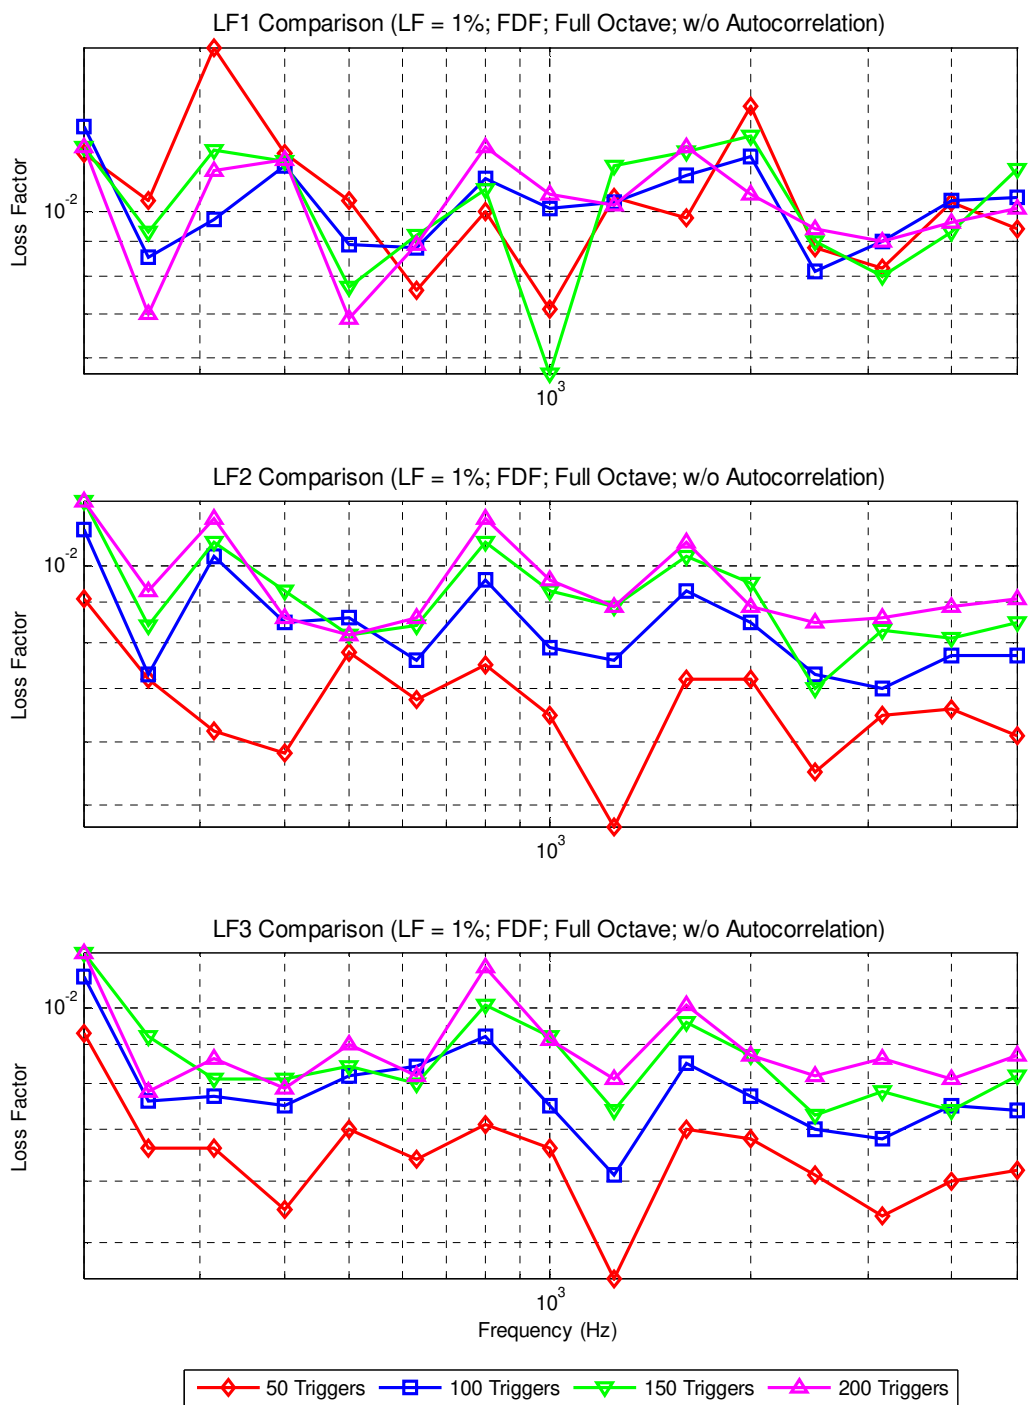 LF1 Comparison (LF = 1%; FDF; Full Octave; w/o Autocorrelation)
Loss Factor
10^-2
10^3
LF2 Comparison (LF = 1%; FDF; Full Octave; w/o Autocorrelation)
Loss Factor
10^-2
10^3
LF3 Comparison (LF = 1%; FDF; Full Octave; w/o Autocorrelation)
Loss Factor
10^-2
10^3
Frequency (Hz)
50 Triggers 100 Triggers 150 Triggers 200 Triggers